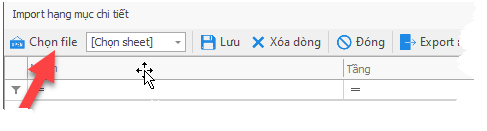 Import hạng mục chi tiết
Chọn file [Chọn sheet] Lưu Xóa dòng Đóng Export
Tầng
= =